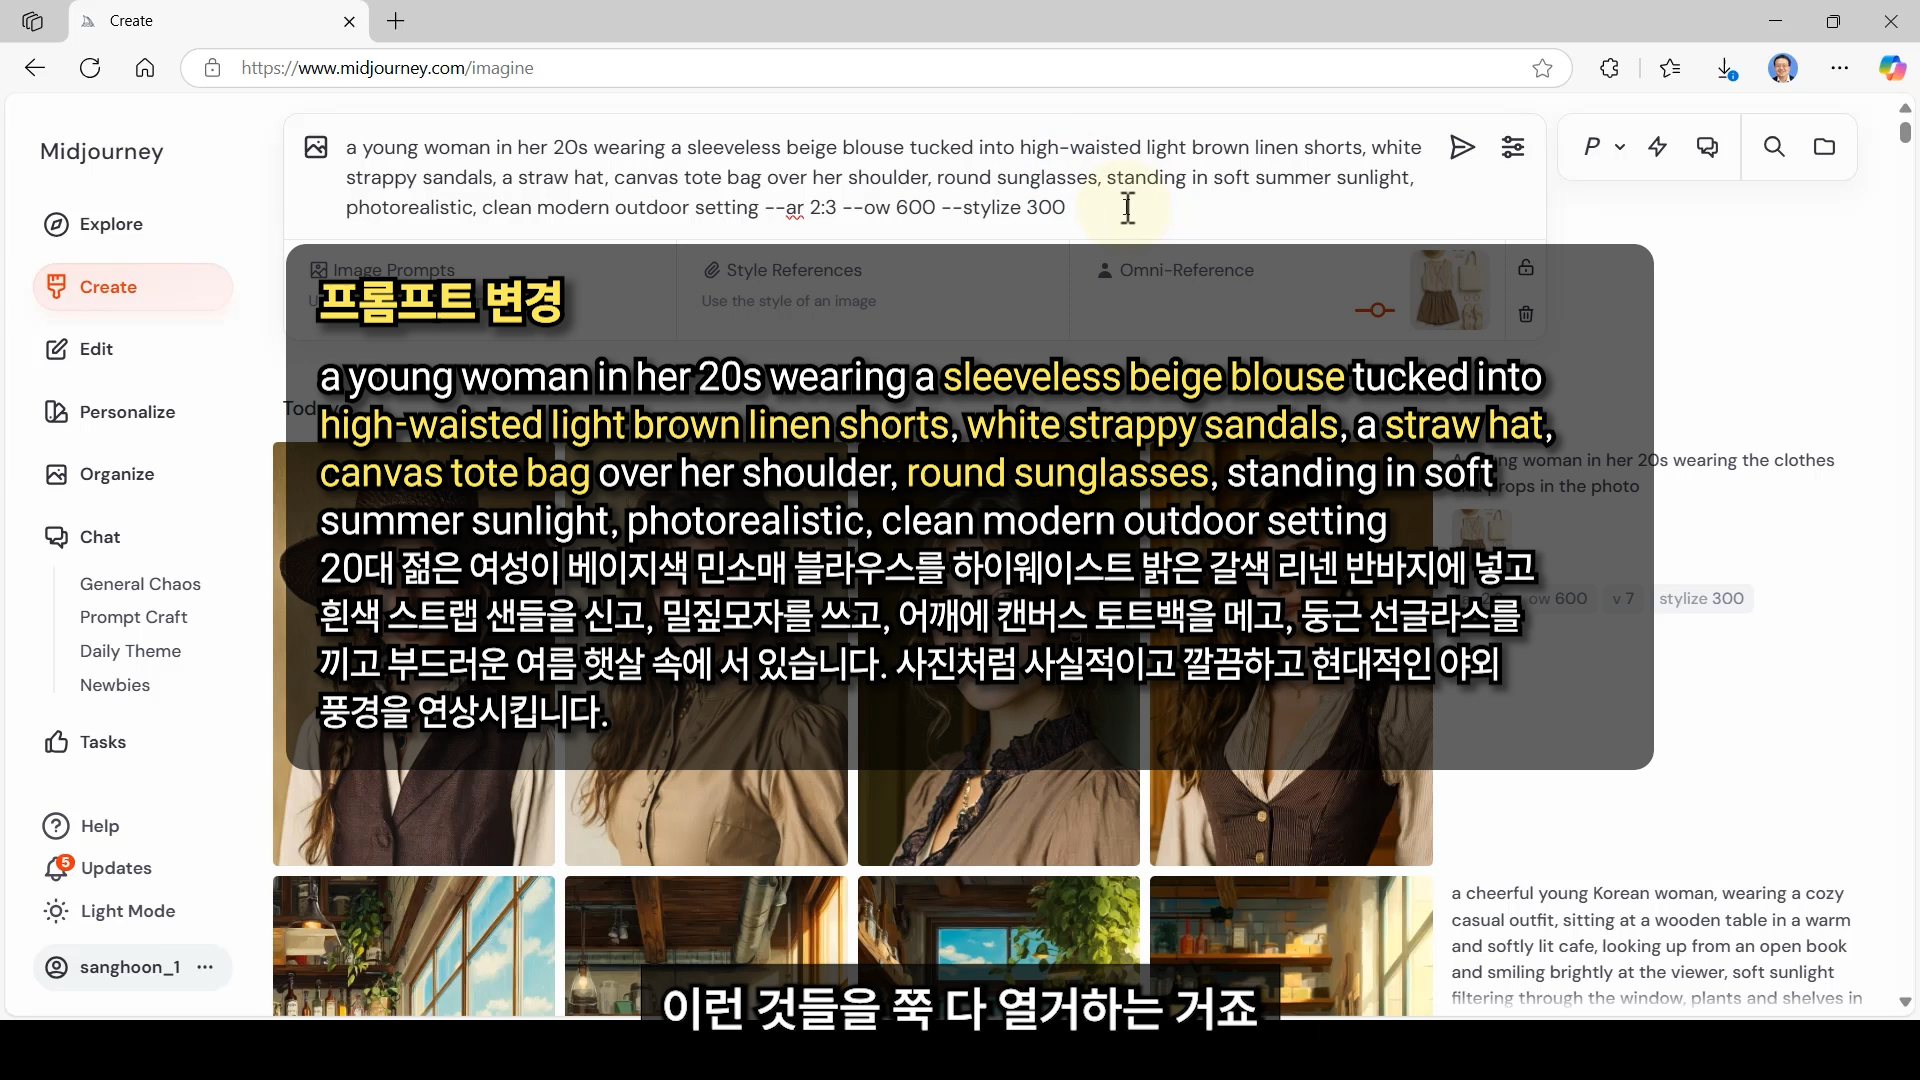 Create
https://www.midjourney.com/imagine
Midjourney
a young woman in her 20s wearing a sleeveless beige blouse tucked into high-waisted light brown linen shorts, white
strappy sandals, a straw hat, canvas tote bag over her shoulder, round sunglasses, standing in soft summer sunlight,
photorealistic, clean modern outdoor setting --ar 2:3 --ow 600 --stylize 300
P
Explore
Create
Edit
Personalize
Organize
Chat
General Chaos
Prompt Craft
Daily Theme
Newbies
Tasks
Help
5
Updates
Light Mode
sanghoon_1
Image Prompts
Style References
Use the style of an image
Omni-Reference
프롬프트 변경
a young woman in her 20s wearing a sleeveless beige blouse tucked into
high-waisted light brown linen shorts, white strappy sandals, a straw hat,
canvas tote bag over her shoulder, round sunglasses, standing in soft
summer sunlight, photorealistic, clean modern outdoor setting
20대 젊은 여성이 베이지색 민소매 블라우스를 하이웨이스트 밝은 갈색 리넨 반바지에 넣고
흰색 스트랩 샌들을 신고, 밀짚모자를 쓰고, 어깨에 캔버스 토트백을 메고, 둥근 선글라스를
끼고 부드러운 여름 햇살 속에 서 있습니다. 사진처럼 사실적이고 깔끔하고 현대적인 야외
풍경을 연상시킵니다.
young woman in her 20s wearing the clothes
props in the photo
ow 600 v 7 stylize 300
a cheerful young Korean woman, wearing a cozy
casual outfit, sitting at a wooden table in a warm
and softly lit cafe, looking up from an open book
and smiling brightly at the viewer, soft sunlight
filtering through the window, plants and shelves in
이런 것들을 쭉 다 열거하는 거죠